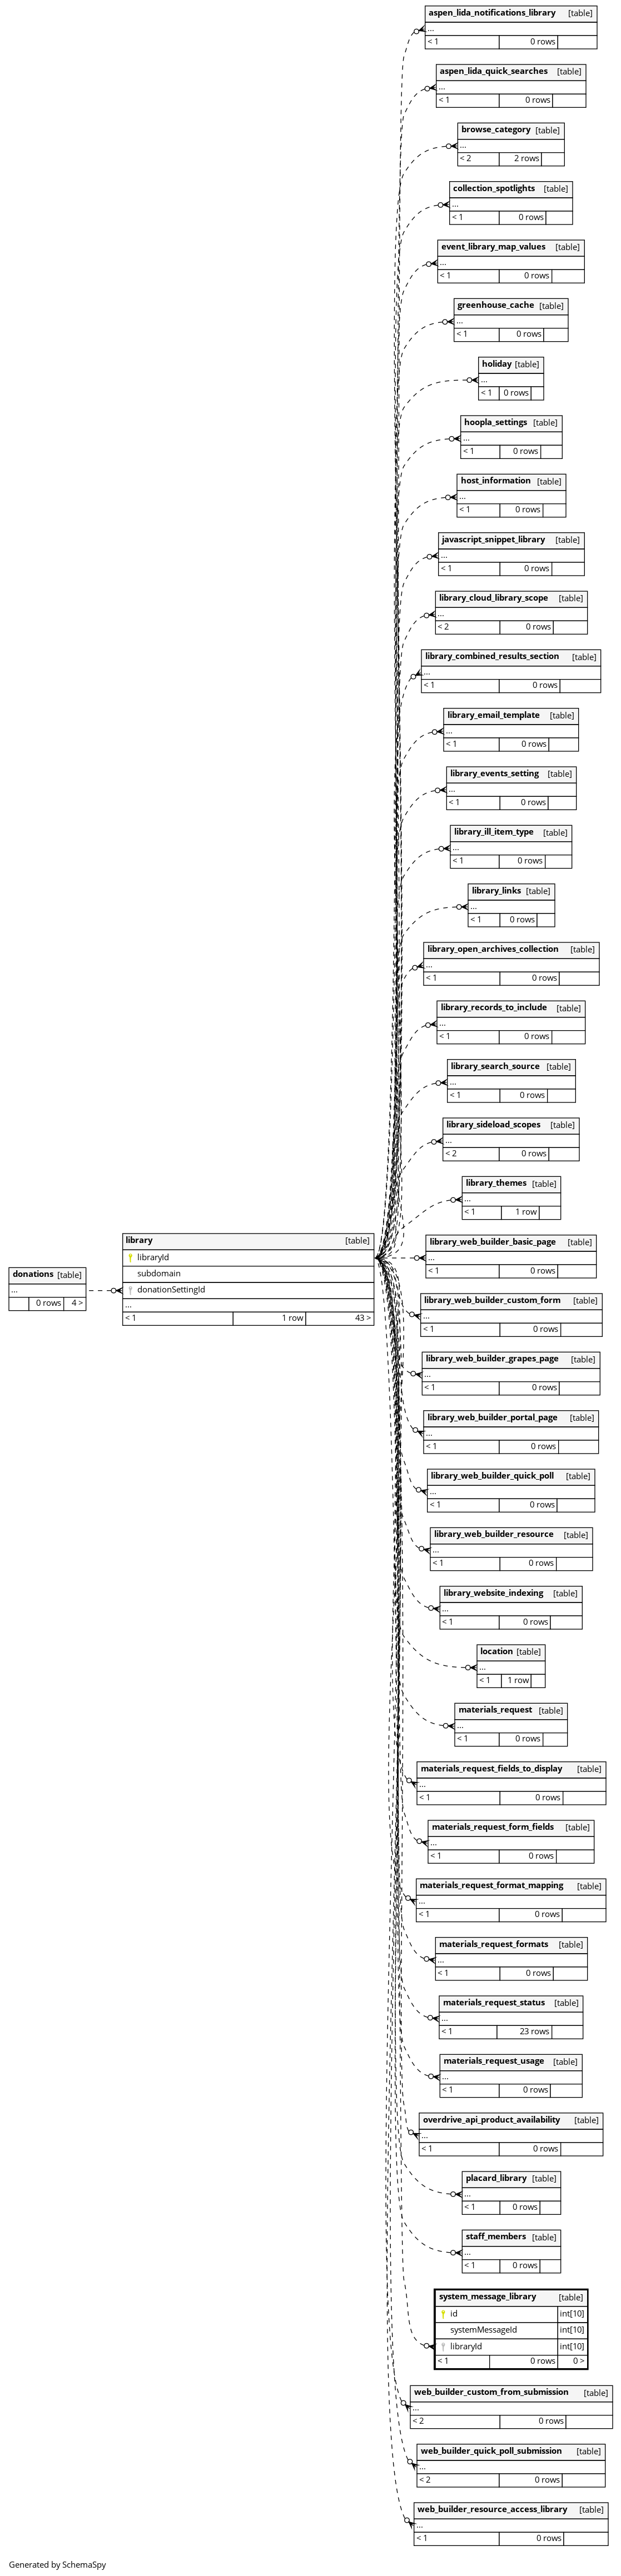 aspen_lida_notifications_library [table]
...
< 1 0 rows
aspen_lida_quick_searches [table]
...
< 1 0 rows
browse_category [table]
...
< 2 2 rows
collection_spotlights [table]
...
< 1 0 rows
event_library_map_values [table]
...
< 1 0 rows
greenhouse_cache [table]
...
< 1 0 rows
holiday [table]
...
< 1 0 rows
hoopla_settings [table]
...
< 1 0 rows
host_information [table]
...
< 1 0 rows
javascript_snippet_library [table]
...
< 1 0 rows
library_cloud_library_scope [table]
...
< 2 0 rows
library_combined_results_section [table]
...
< 1 0 rows
library_email_template [table]
...
< 1 0 rows
library_events_setting [table]
...
< 1 0 rows
library_ill_item_type [table]
...
< 1 0 rows
library_links [table]
...
< 1 0 rows
library_open_archives_collection [table]
...
< 1 0 rows
library_records_to_include [table]
...
< 1 0 rows
library_search_source [table]
...
< 1 0 rows
library_sideload_scopes [table]
...
< 2 0 rows
library_themes [table]
...
< 1 1 row
library [table]
libraryId
subdomain
donationSettingId
...
< 1 1 row 43 >
donations [table]
...
0 rows 4 >
library_web_builder_basic_page [table]
...
< 1 0 rows
library_web_builder_custom_form [table]
...
< 1 0 rows
library_web_builder_grapes_page [table]
...
< 1 0 rows
library_web_builder_portal_page [table]
...
< 1 0 rows
library_web_builder_quick_poll [table]
...
< 1 0 rows
library_web_builder_resource [table]
...
< 1 0 rows
library_website_indexing [table]
...
< 1 0 rows
location [table]
...
< 1 1 row
materials_request [table]
...
< 1 0 rows
materials_request_fields_to_display [table]
...
< 1 0 rows
materials_request_form_fields [table]
...
< 1 0 rows
materials_request_format_mapping [table]
...
< 1 0 rows
materials_request_formats [table]
...
< 1 0 rows
materials_request_status [table]
...
< 1 23 rows
materials_request_usage [table]
...
< 1 0 rows
overdrive_api_product_availability [table]
...
< 1 0 rows
placard_library [table]
...
< 1 0 rows
staff_members [table]
...
< 1 0 rows
system_message_library [table]
id int[10]
systemMessageId int[10]
libraryId int[10]
< 1 0 rows 0 >
web_builder_custom_from_submission [table]
...
< 2 0 rows
web_builder_quick_poll_submission [table]
...
< 2 0 rows
web_builder_resource_access_library [table]
...
< 1 0 rows
Generated by SchemaSpy